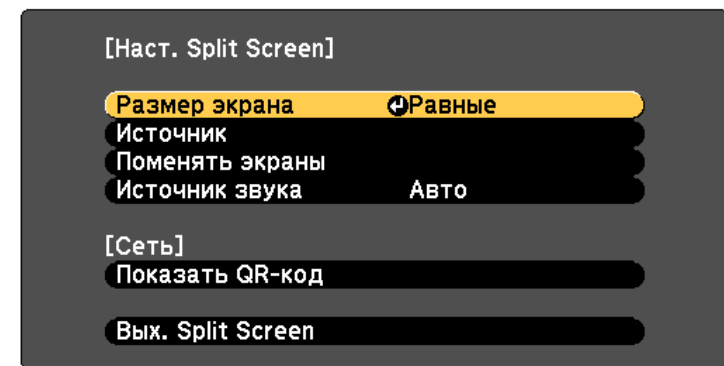 [Наст. Split Screen]
Размер экрана Равные
Источник
Поменять экраны
Источник звука Авто
[Сеть]
Показать QR-код
Вых. Split Screen